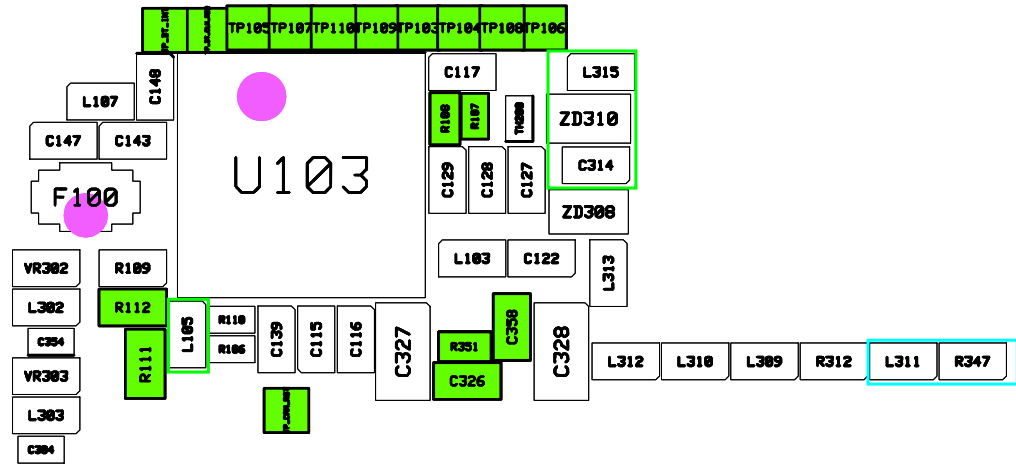 TP105 TP107 TP110 TP109 TP103 TP104 TP108 TP106
C117 L315
C148
L107
R108 R107 TH200 ZD310
C147 C143
C129 C128 C127 C314
U103
F100
ZD308
VR302 R109 L103 C122 L313
L302 R112 L105 R110 C139 C115 C116 C327 C358 C328
C354 R106 R351
VR303 R111 C326 L312 L310 L309 R312 L311 R347
L303
C304